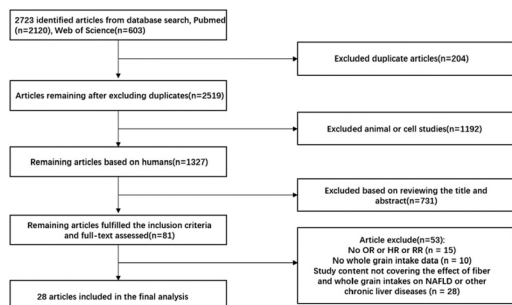 2723 identified articles from database search, Pubmed
(n=2120), Web of Science(n=603)
Excluded duplicate articles(n=204)
Articles remaining after excluding duplicates(n=2519)
Excluded animal or cell studies(n=1192)
Remaining articles based on humans(n=1327)
Excluded based on reviewing the title and
abstract(n=731)
Remaining articles fulfilled the inclusion criteria
and full-text assessed(n=81)
Article exclude(n=53):
No OR or HR or RR (n = 15)
No whole grain intake data (n = 10)
Study content not covering the effect of fiber
and whole grain intakes on NAFLD or other
chronic liver diseases (n = 28)
28 articles included in the final analysis